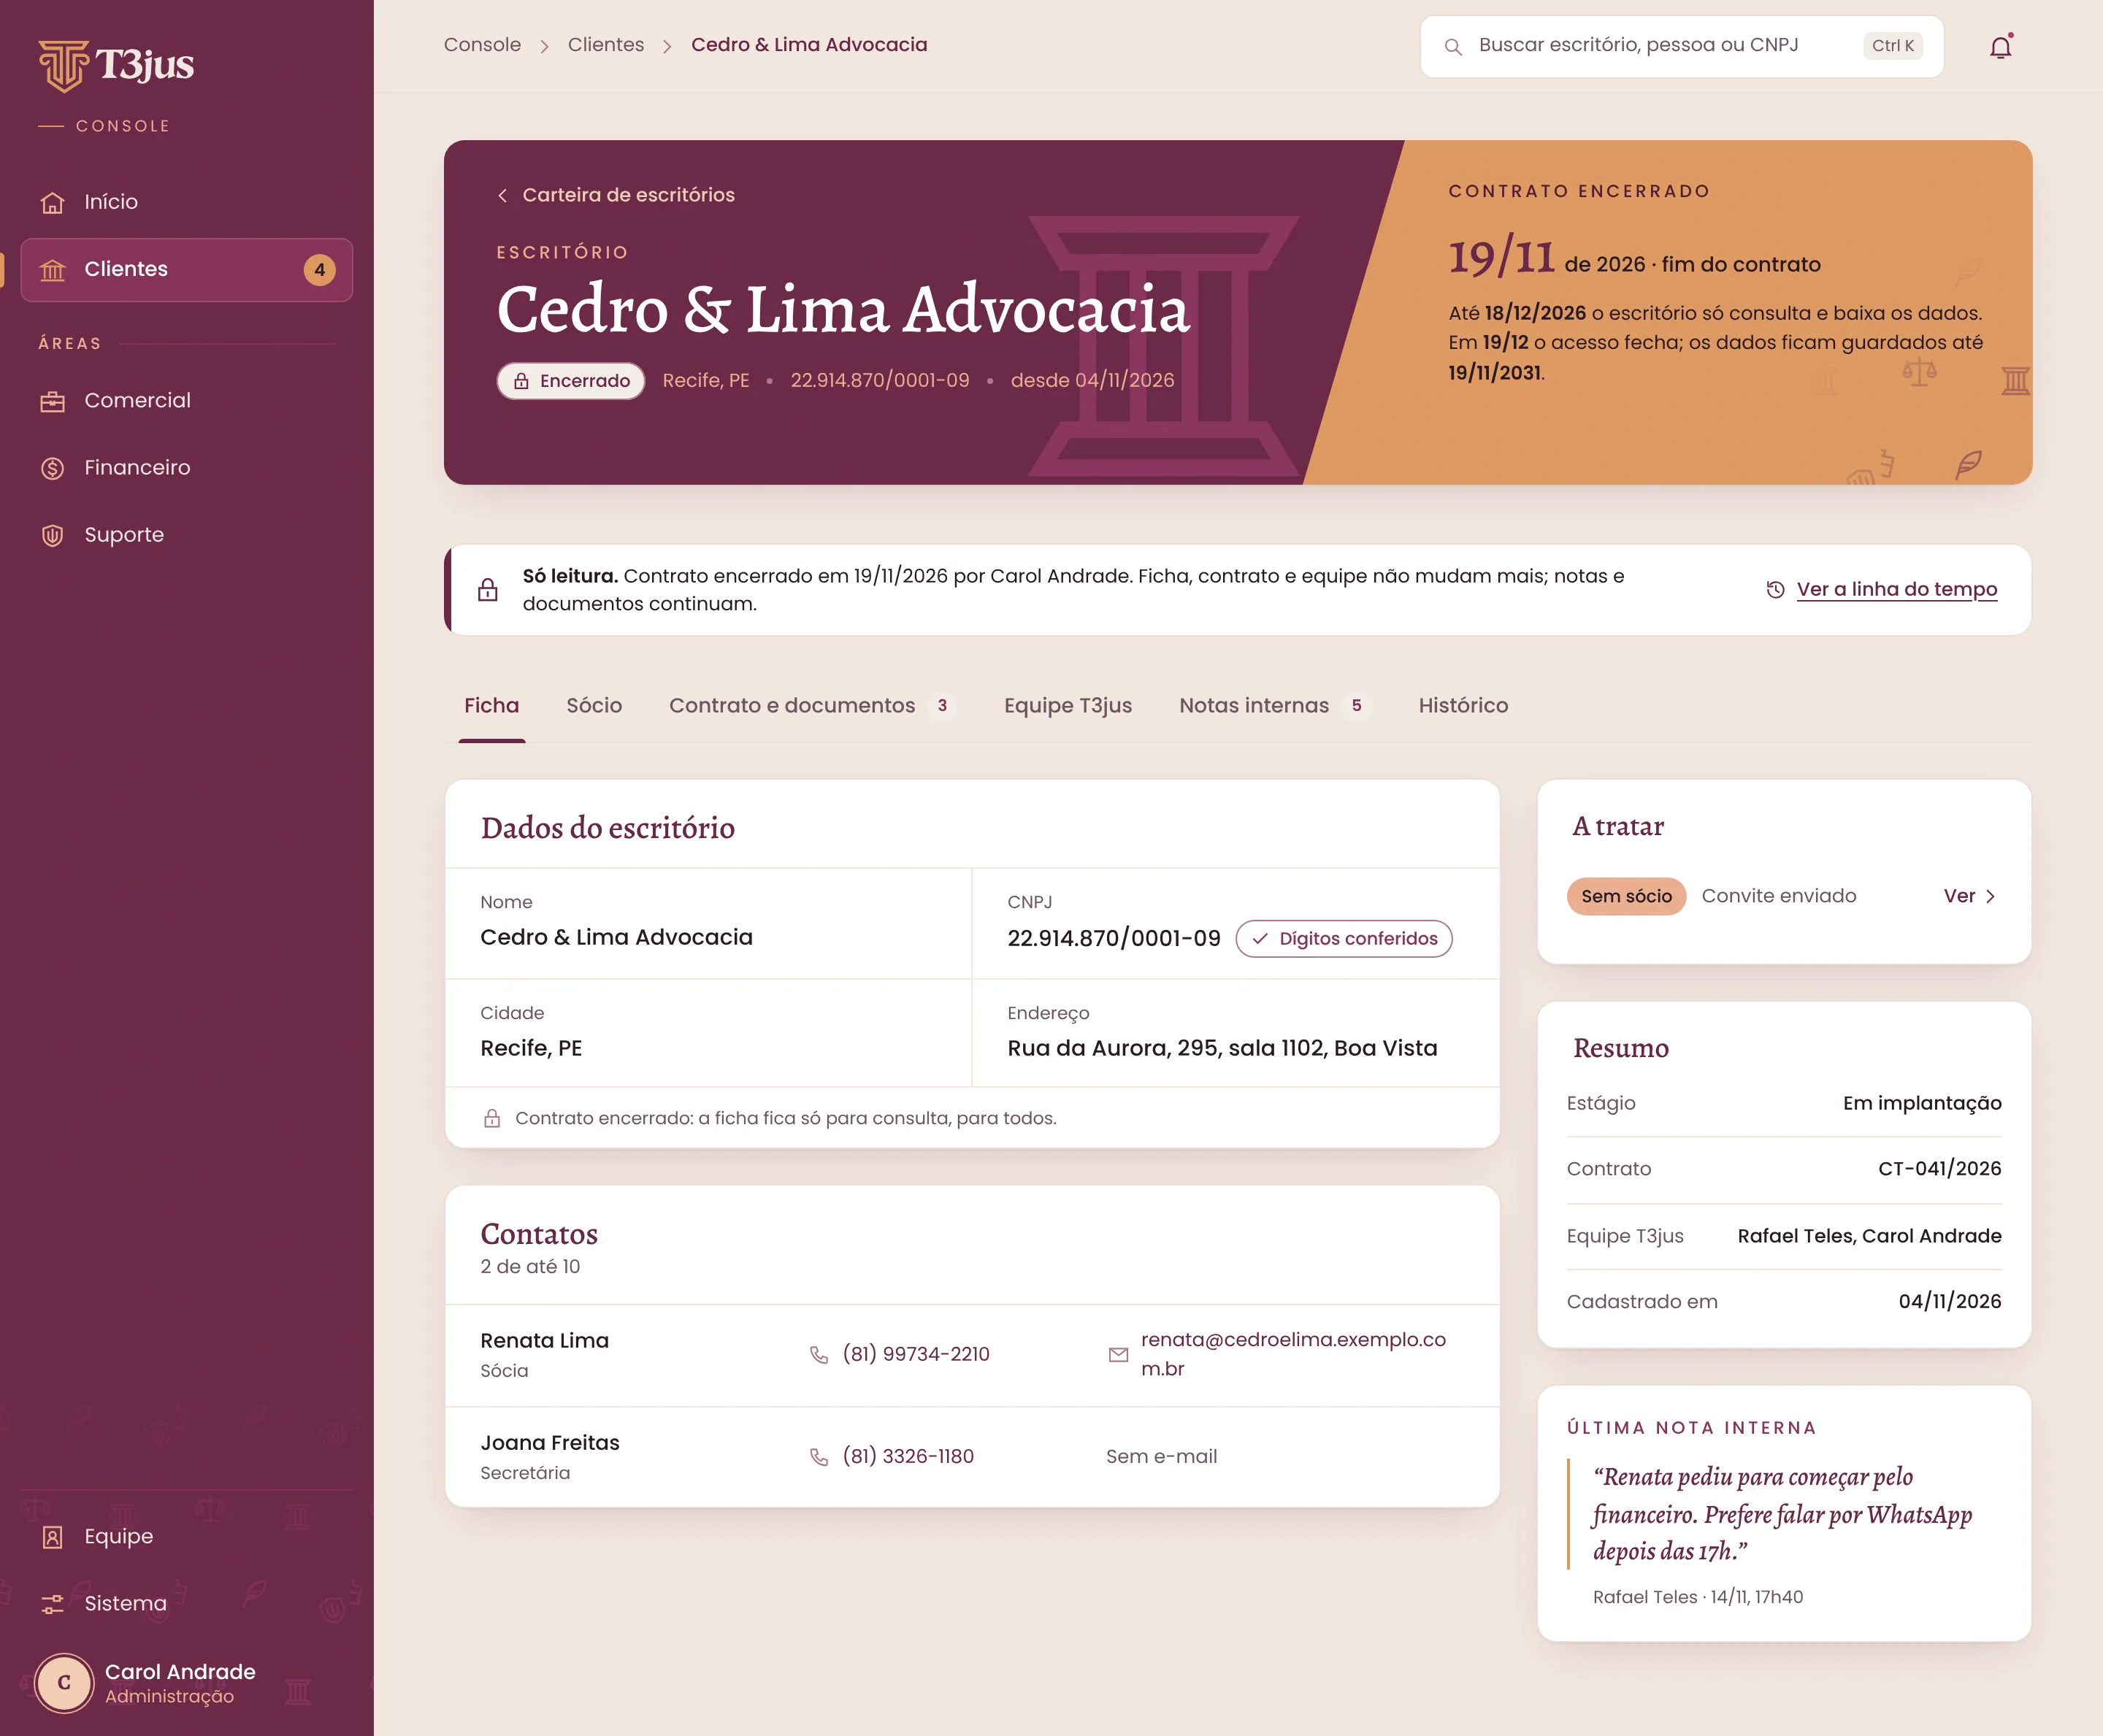 T3jus
CONSOLE
Início
Clientes 4
ÁREAS
Comercial
Financeiro
Suporte
Equipe
Sistema
C
Carol Andrade
Administração
Console > Clientes > Cedro & Lima Advocacia
Buscar escritório, pessoa ou CNPJ Ctrl K
Carteira de escritórios
ESCRITÓRIO
Cedro & Lima Advocacia
Encerrado Recife, PE • 22.914.870/0001-09 • desde 04/11/2026
CONTRATO ENCERRADO
19/11 de 2026 · fim do contrato
Até 18/12/2026 o escritório só consulta e baixa os dados.
Em 19/12 o acesso fecha; os dados ficam guardados até
19/11/2031.
Só leitura. Contrato encerrado em 19/11/2026 por Carol Andrade. Ficha, contrato e equipe não mudam mais; notas e
documentos continuam.
Ver a linha do tempo
Ficha Sócio Contrato e documentos 3 Equipe T3jus Notas internas 5 Histórico
Dados do escritório
Nome
Cedro & Lima Advocacia
CNPJ
22.914.870/0001-09 Dígitos conferidos
Cidade
Recife, PE
Endereço
Rua da Aurora, 295, sala 1102, Boa Vista
Contrato encerrado: a ficha fica só para consulta, para todos.
Contatos
2 de até 10
Renata Lima
Sócia
(81) 99734-2210
renata@cedroelima.exemplo.co
m.br
Joana Freitas
Secretária
(81) 3326-1180
Sem e-mail
A tratar
Sem sócio Convite enviado Ver
Resumo
Estágio Em implantação
Contrato CT-041/2026
Equipe T3jus Rafael Teles, Carol Andrade
Cadastrado em 04/11/2026
ÚLTIMA NOTA INTERNA
“Renata pediu para começar pelo
financeiro. Prefere falar por WhatsApp
depois das 17h.”
Rafael Teles · 14/11, 17h40